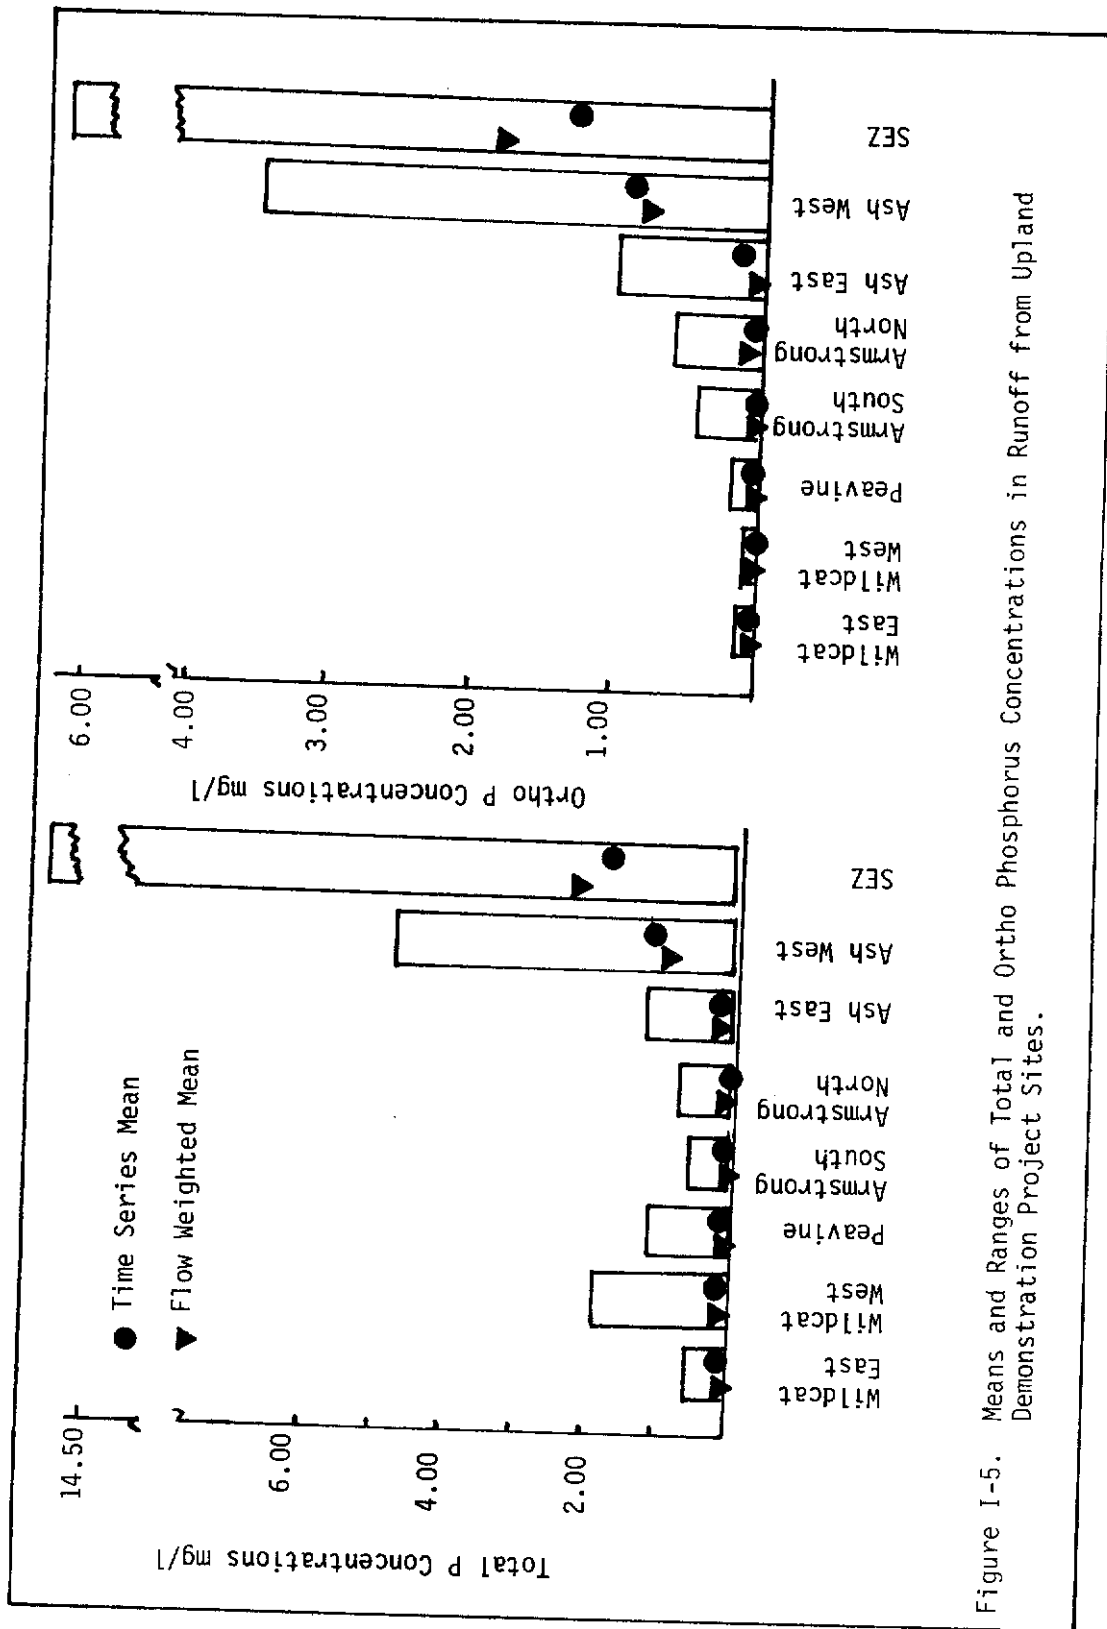 ● Time Series Mean
▼ Flow Weighted Mean
Total P Concentrations mg/l
14.50
6.00
4.00
2.00
Wildcat
East
Wildcat
West
Peavine
Armstrong
South
Armstrong
North
Ash East
Ash West
SEZ
Ortho P Concentrations mg/l
6.00
4.00
3.00
2.00
1.00
Wildcat
East
Wildcat
West
Peavine
Armstrong
South
Armstrong
North
Ash East
Ash West
SEZ
Figure I-5. Means and Ranges of Total and Ortho Phosphorus Concentrations in Runoff from Upland
Demonstration Project Sites.